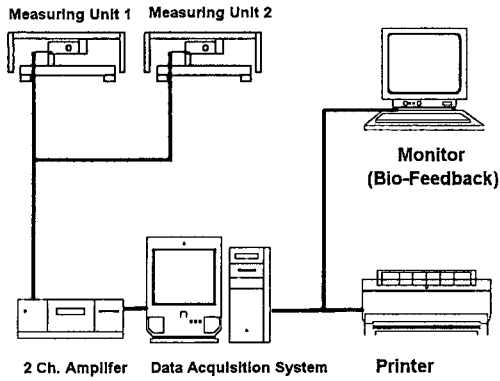 Measuring Unit 1
Measuring Unit 2
Monitor
(Bio-Feedback)
2 Ch. Amplifer
Data Acquisition System
Printer